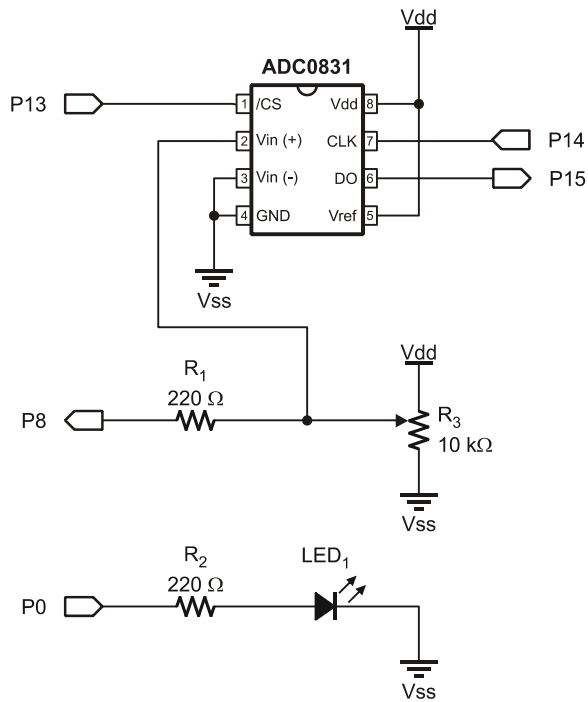 Vdd
ADC0831
P13
1 /CS Vdd 8
2 Vin (+) CLK 7
P14
3 Vin (-) DO 6
P15
4 GND Vref 5
Vss
Vdd
R1
220 Ω
P8
R3
10 kΩ
Vss
R2
220 Ω
LED1
P0
Vss